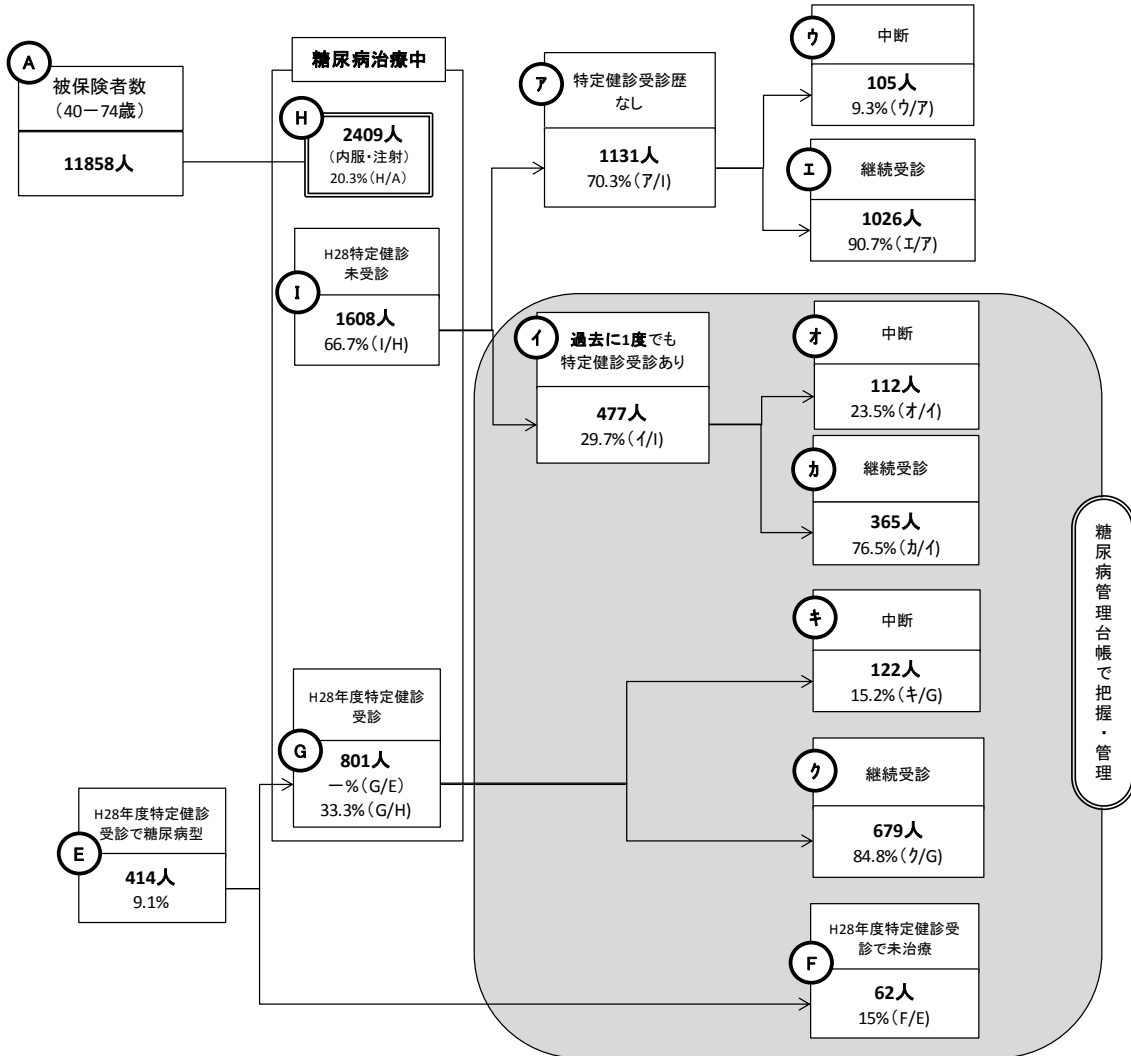 A
被保険者数
(40－74歳)
11858人
糖尿病治療中
H
2409人
(内服・注射)
20.3%(H/A)
I
H28特定健診
未受診
1608人
66.7%(I/H)
ア
特定健診受診歴
なし
1131人
70.3%(ア/I)
ウ
中断
105人
9.3%(ウ/ア)
エ
継続受診
1026人
90.7%(エ/ア)
イ
過去に1度でも
特定健診受診あり
477人
29.7%(イ/I)
オ
中断
112人
23.5%(オ/イ)
カ
継続受診
365人
76.5%(カ/イ)
G
H28年度特定健診
受診
801人
－%(G/E)
33.3%(G/H)
キ
中断
122人
15.2%(キ/G)
ク
継続受診
679人
84.8%(ク/G)
E
H28年度特定健診
受診で糖尿病型
414人
9.1%
F
H28年度特定健診受
診で未治療
62人
15%(F/E)
糖尿病管理台帳で把握・管理